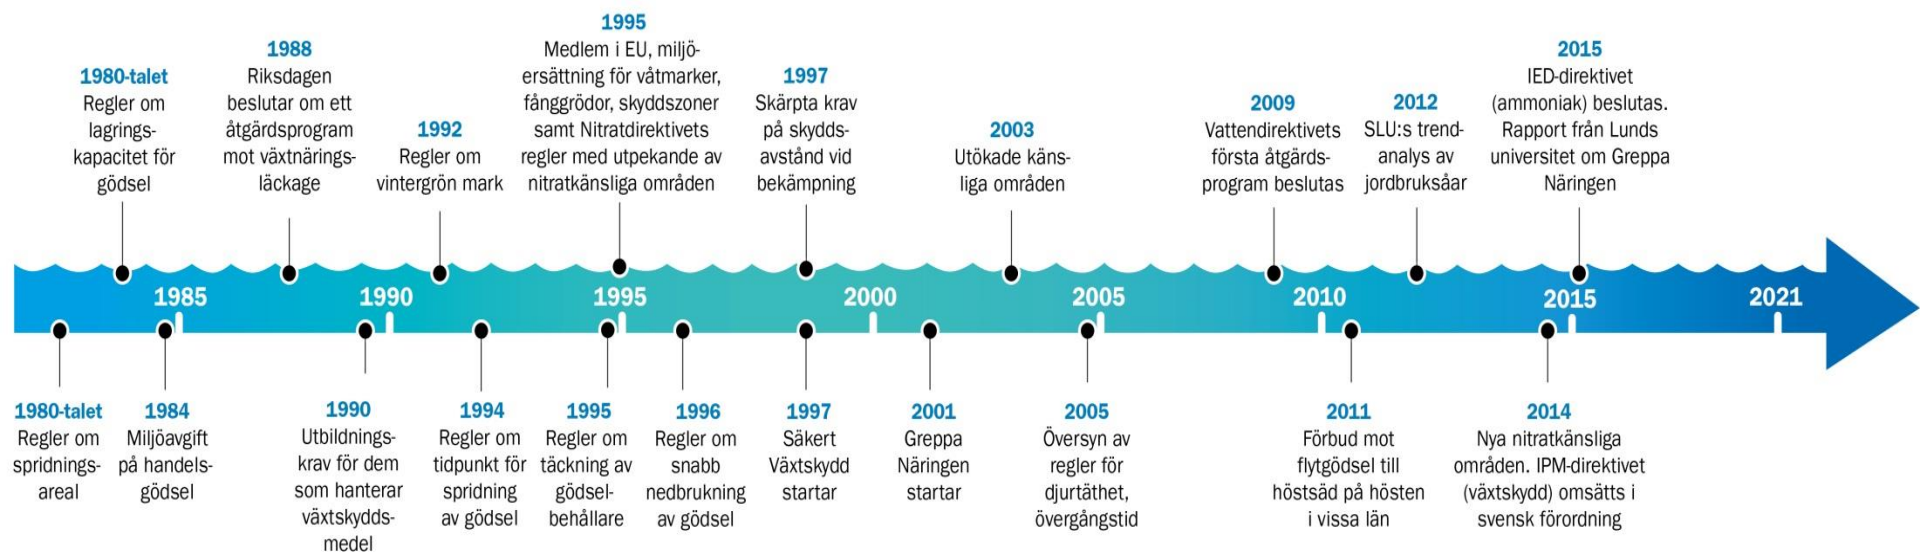 1980-talet
Regler om
lagrings-
kapacitet för
gödsel
1988
Riksdagen
beslutar om ett
åtgärdsprogram
mot växtnärings-
läckage
1992
Regler om
vintergrön mark
1995
Medlem i EU, miljö-
ersättning för våtmarker,
fånggrödor, skyddszoner
samt Nitratdirektivets
regler med utpekande av
nitratkänsliga områden
1997
Skärpta krav
på skydds-
avstånd vid
bekämpning
2003
Utökade käns-
liga områden
2009
Vattendirektivets
första åtgärds-
program beslutas
2012
SLU:s trend-
analys av
jordbruksåar
2015
IED-direktivet
(ammoniak) beslutas.
Rapport från Lunds
universitet om Greppa
Näringen
1985
1990
1995
2000
2005
2010
2015
2021
1980-talet
Regler om
spridnings-
areal
1984
Miljöavgift
på handels-
gödsel
1990
Utbildnings-
krav för dem
som hanterar
växtskydds-
medel
1994
Regler om
tidpunkt för
spridning
av gödsel
1995
Regler om
täckning av
gödsel-
behållare
1996
Regler om
snabb
nedbrukning
av gödsel
1997
Säkert
Växtskydd
startar
2001
Greppa
Näringen
startar
2005
Översyn av
regler för
djurtäthet,
övergångstid
2011
Förbud mot
flytgödsel till
höstsäd på hösten
i vissa län
2014
Nya nitratkänsliga
områden. IPM-direktivet
(växtskydd) omsätts i
svensk förordning